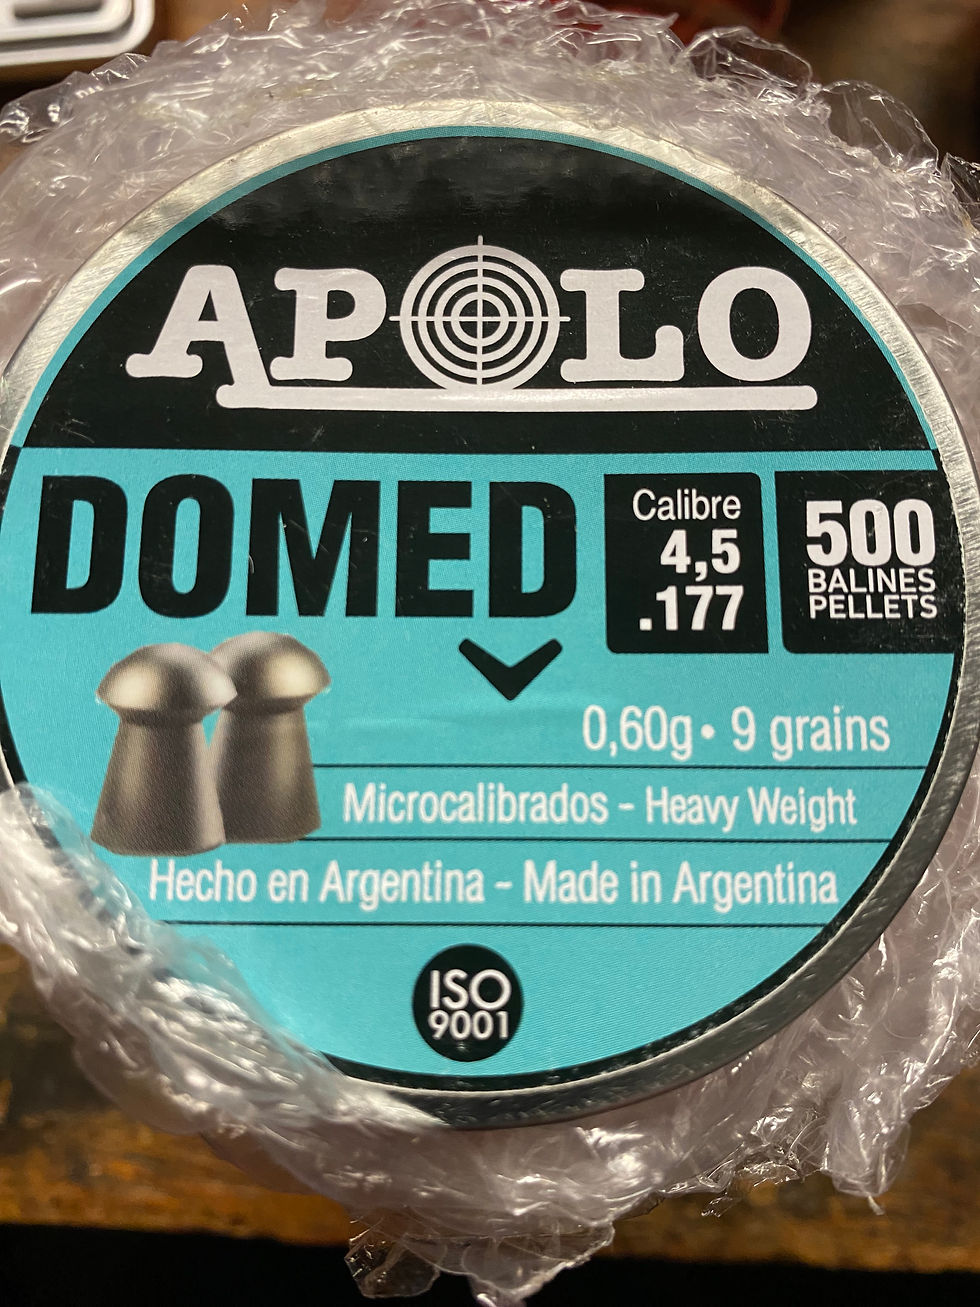 APOLO
DOMED
Calibre
4,5
.177
500
BALINES
PELLETS
0,60g • 9 grains
Microcalibrados - Heavy Weight
Hecho en Argentina - Made in Argentina
ISO
9001